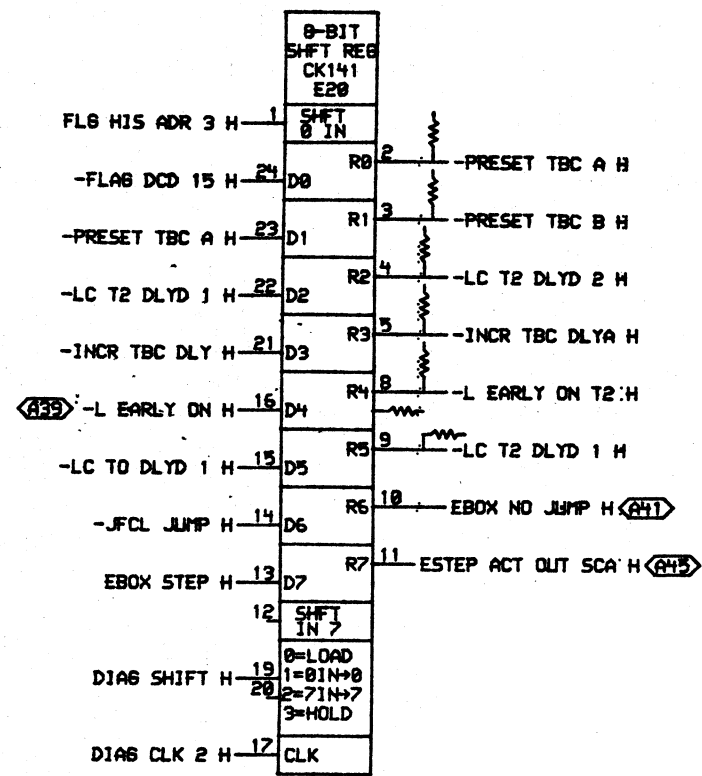 8-BIT
SHFT REG
CK141
E20
FLG HIS ADR 3 H 1 SHFT
0 IN
R0 2 -PRESET TBC A H
-FLAG DCD 15 H 24 D0
R1 3 -PRESET TBC B H
-PRESET TBC A H 23 D1
R2 4 -LC T2 DLYD 2 H
-LC T2 DLYD 1 H 22 D2
R3 5 -INCR TBC DLYA H
-INCR TBC DLY H 21 D3
R4 8 -L EARLY ON T2 H
A39 -L EARLY ON H 16 D4
R5 9 -LC T2 DLYD 1 H
-LC TO DLYD 1 H 15 D5
R6 10 EBOX NO JUMP H A41
-JFCL JUMP H 14 D6
R7 11 ESTEP ACT OUT SCA H A45
EBOX STEP H 13 D7
12 SHFT
IN 7
0=LOAD
DIAG SHIFT H 19 1=0IN→0
20 2=7IN→7
3=HOLD
DIAG CLK 2 H 17 CLK